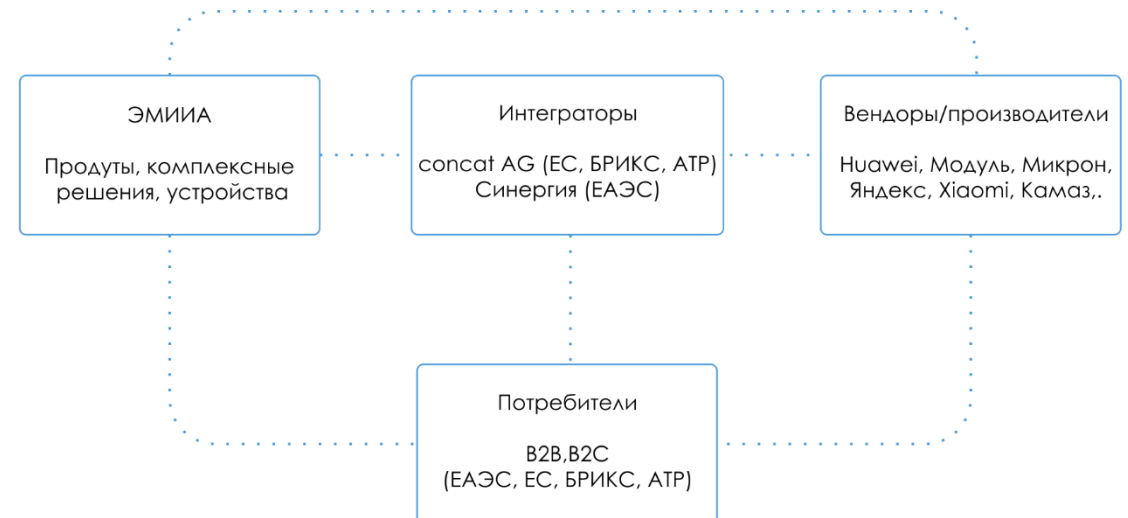 ЭМИИА
Продуты, комплексные
решения, устройства
Интеграторы
concat AG (ЕС, БРИКС, АТР)
Синергия (ЕАЭС)
Вендоры/производители
Huawei, Модуль, Микрон,
Яндекс, Xiaomi, Камаз,.
Потребители
B2B,B2C
(ЕАЭС, ЕС, БРИКС, АТР)